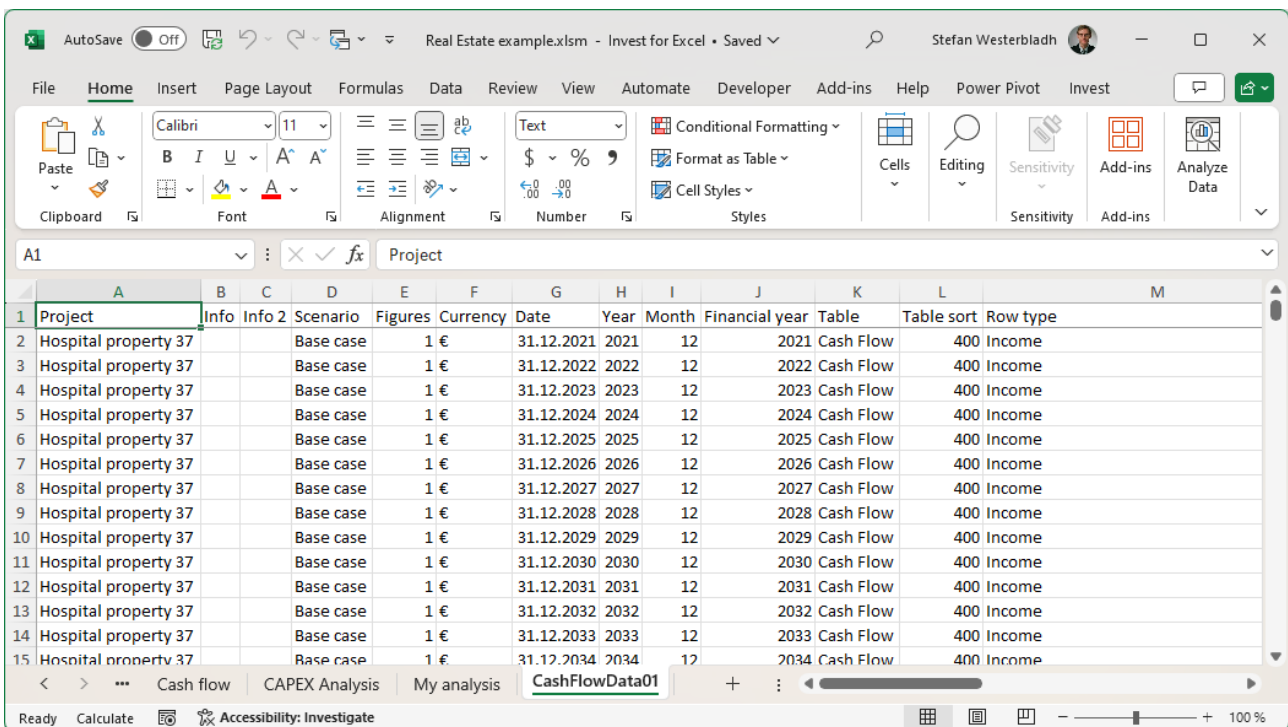 AutoSave Off Real Estate example.xlsm - Invest for Excel • Saved Stefan Westerbladh
File Home Insert Page Layout Formulas Data Review View Automate Developer Add-ins Help Power Pivot Invest
Calibri 11 Text Conditional Formatting
Paste B I U A A $ % Format as Table Cells Editing Sensitivity Add-ins Analyze Data
A Cell Styles
Clipboard Font Alignment Number Styles Sensitivity Add-ins
A1 fx Project
A B C D E F G H I J K L M
1 Project Info Info 2 Scenario Figures Currency Date Year Month Financial year Table Table sort Row type
2 Hospital property 37 Base case 1 € 31.12.2021 2021 12 2021 Cash Flow 400 Income
3 Hospital property 37 Base case 1 € 31.12.2022 2022 12 2022 Cash Flow 400 Income
4 Hospital property 37 Base case 1 € 31.12.2023 2023 12 2023 Cash Flow 400 Income
5 Hospital property 37 Base case 1 € 31.12.2024 2024 12 2024 Cash Flow 400 Income
6 Hospital property 37 Base case 1 € 31.12.2025 2025 12 2025 Cash Flow 400 Income
7 Hospital property 37 Base case 1 € 31.12.2026 2026 12 2026 Cash Flow 400 Income
8 Hospital property 37 Base case 1 € 31.12.2027 2027 12 2027 Cash Flow 400 Income
9 Hospital property 37 Base case 1 € 31.12.2028 2028 12 2028 Cash Flow 400 Income
10 Hospital property 37 Base case 1 € 31.12.2029 2029 12 2029 Cash Flow 400 Income
11 Hospital property 37 Base case 1 € 31.12.2030 2030 12 2030 Cash Flow 400 Income
12 Hospital property 37 Base case 1 € 31.12.2031 2031 12 2031 Cash Flow 400 Income
13 Hospital property 37 Base case 1 € 31.12.2032 2032 12 2032 Cash Flow 400 Income
14 Hospital property 37 Base case 1 € 31.12.2033 2033 12 2033 Cash Flow 400 Income
15 Hospital property 37 Base case 1 € 31.12.2034 2034 12 2034 Cash Flow 400 Income
Cash flow CAPEX Analysis My analysis CashFlowData01
Ready Calculate Accessibility: Investigate 100 %